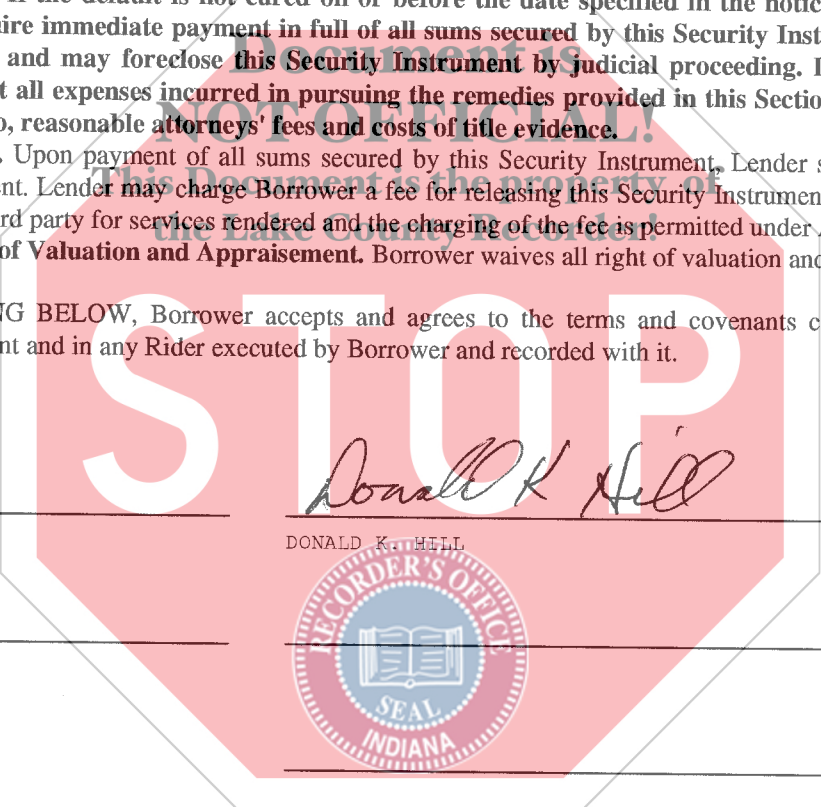 If the default is not cured on or before the date specified in the notic
ire immediate payment in full of all sums secured by this Security Inst
and may foreclose this Security Instrument by judicial proceeding.
t all expenses incurred in pursuing the remedies provided in this Sectio
o, reasonable attorneys' fees and costs of title evidence.
. Upon payment of all sums secured by this Security Instrument, Lender s
nt. Lender may charge Borrower a fee for releasing this Security Instrumen
rd party for services rendered and the charging of the fee is permitted under
of Valuation and Appraisement. Borrower waives all right of valuation and
NG BELOW, Borrower accepts and agrees to the terms and covenants c
nt and in any Rider executed by Borrower and recorded with it.
Document is
NOT OFFICIAL!
This Document is the property of
the Lake County Recorder!
STOP
Donald K Hill
DONALD K. HILL
RECORDER'S OFFICE
SEAL
INDIANA